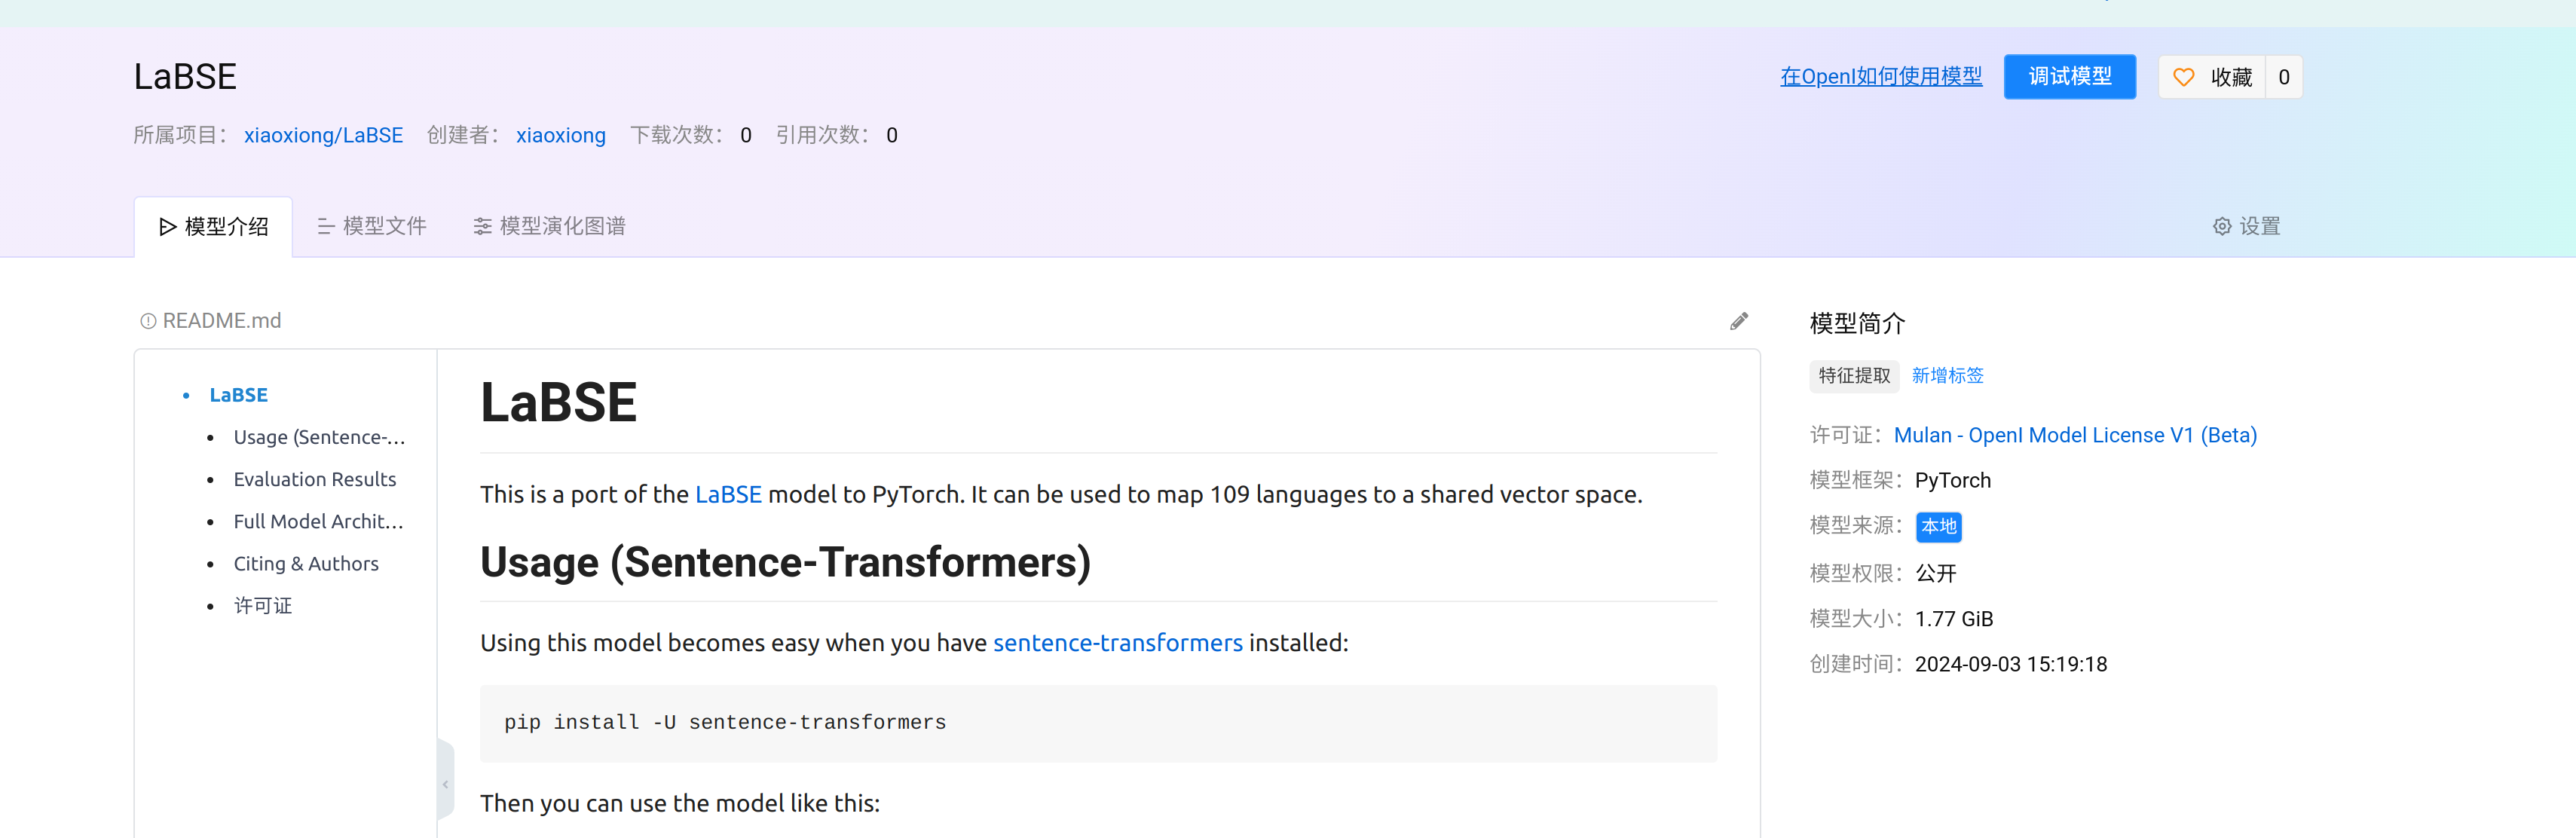 LaBSE
在OpenI如何使用模型 调试模型 收藏 0
所属项目： xiaoxiong/LaBSE 创建者： xiaoxiong 下载次数： 0 引用次数： 0
模型介绍 模型文件 模型演化图谱 设置
README.md
LaBSE
Usage (Sentence-...
Evaluation Results
Full Model Archit...
Citing & Authors
许可证
LaBSE
This is a port of the LaBSE model to PyTorch. It can be used to map 109 languages to a shared vector space.
Usage (Sentence-Transformers)
Using this model becomes easy when you have sentence-transformers installed:
pip install -U sentence-transformers
Then you can use the model like this:
模型简介
特征提取 新增标签
许可证： Mulan - OpenI Model License V1 (Beta)
模型框架： PyTorch
模型来源： 本地
模型权限： 公开
模型大小： 1.77 GiB
创建时间： 2024-09-03 15:19:18